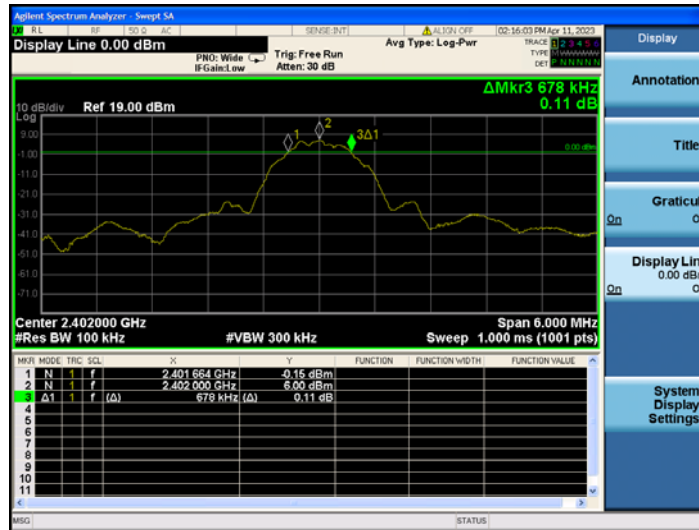 Agilent Spectrum Analyzer - Swept SA
RL RF 50 Ω AC SENSE:INT ALIGN OFF 02:16:03 PM Apr 11, 2023
Display Line 0.00 dBm
PNO: Wide
IFGain:Low
Trig: Free Run
Atten: 30 dB
Avg Type: Log-Pwr
TRACE 1 2 3 4 5 6
TYPE M
DET P N N N N N
ΔMkr3 678 kHz
0.11 dB
10 dB/div Ref 19.00 dBm
Log
9.00
-1.00
-11.0
-21.0
-31.0
-41.0
-51.0
-61.0
-71.0
1
2
3Δ1
0.00 dBm
Center 2.402000 GHz Span 6.000 MHz
#Res BW 100 kHz #VBW 300 kHz Sweep 1.000 ms (1001 pts)
MKR MODE TRC SCL X Y FUNCTION FUNCTION WIDTH FUNCTION VALUE
1 N 1 f 2.401 664 GHz -0.15 dBm
2 N 1 f 2.402 000 GHz 6.00 dBm
3 Δ1 1 f (Δ) 678 kHz (Δ) 0.11 dB
4
5
6
7
8
9
10
11
MSG STATUS
Display
Annotation
Title
Graticul
On O
Display Lin
0.00 dB
On O
System
Display
Settings